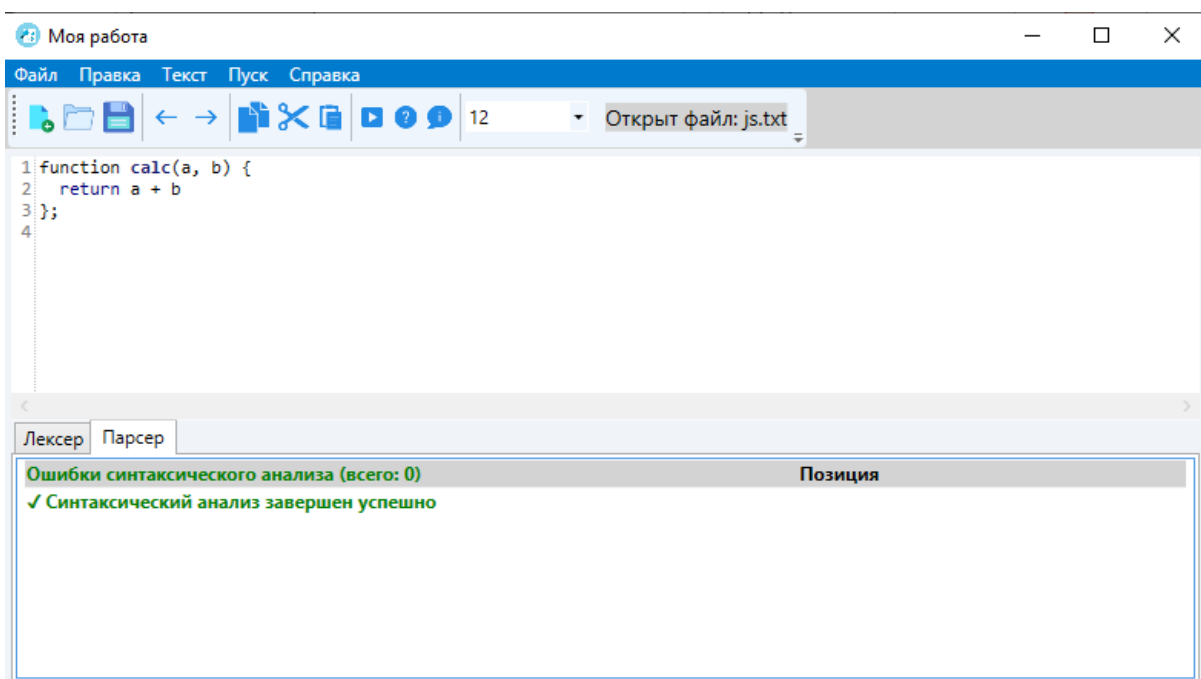 Моя работа
Файл Правка Текст Пуск Справка
12 Открыт файл: js.txt
1 function calc(a, b) {
2   return a + b
3 };
4
Лексер Парсер
Ошибки синтаксического анализа (всего: 0) Позиция
✓ Синтаксический анализ завершен успешно